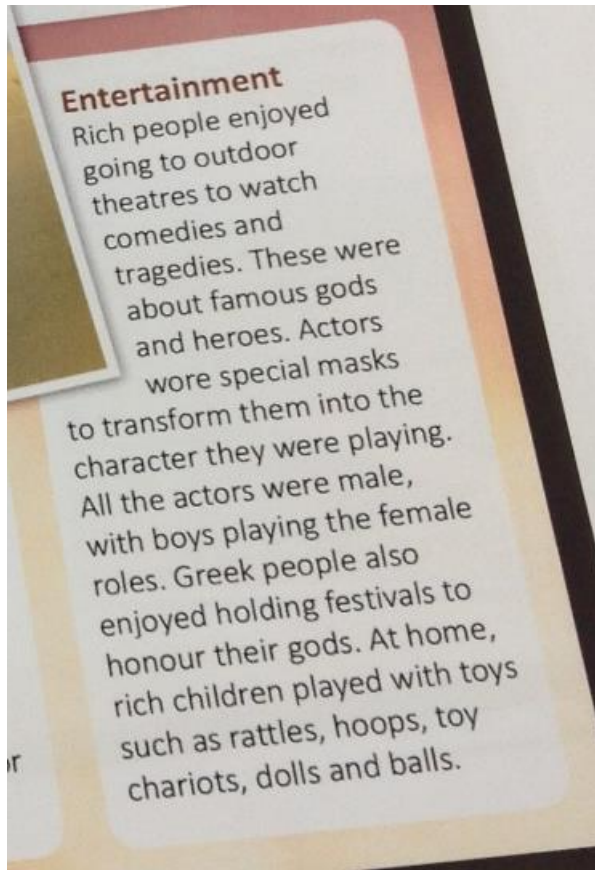 Entertainment
Rich people enjoyed
going to outdoor
theatres to watch
comedies and
tragedies. These were
about famous gods
and heroes. Actors
wore special masks
to transform them into the
character they were playing.
All the actors were male,
with boys playing the female
roles. Greek people also
enjoyed holding festivals to
honour their gods. At home,
rich children played with toys
such as rattles, hoops, toy
chariots, dolls and balls.